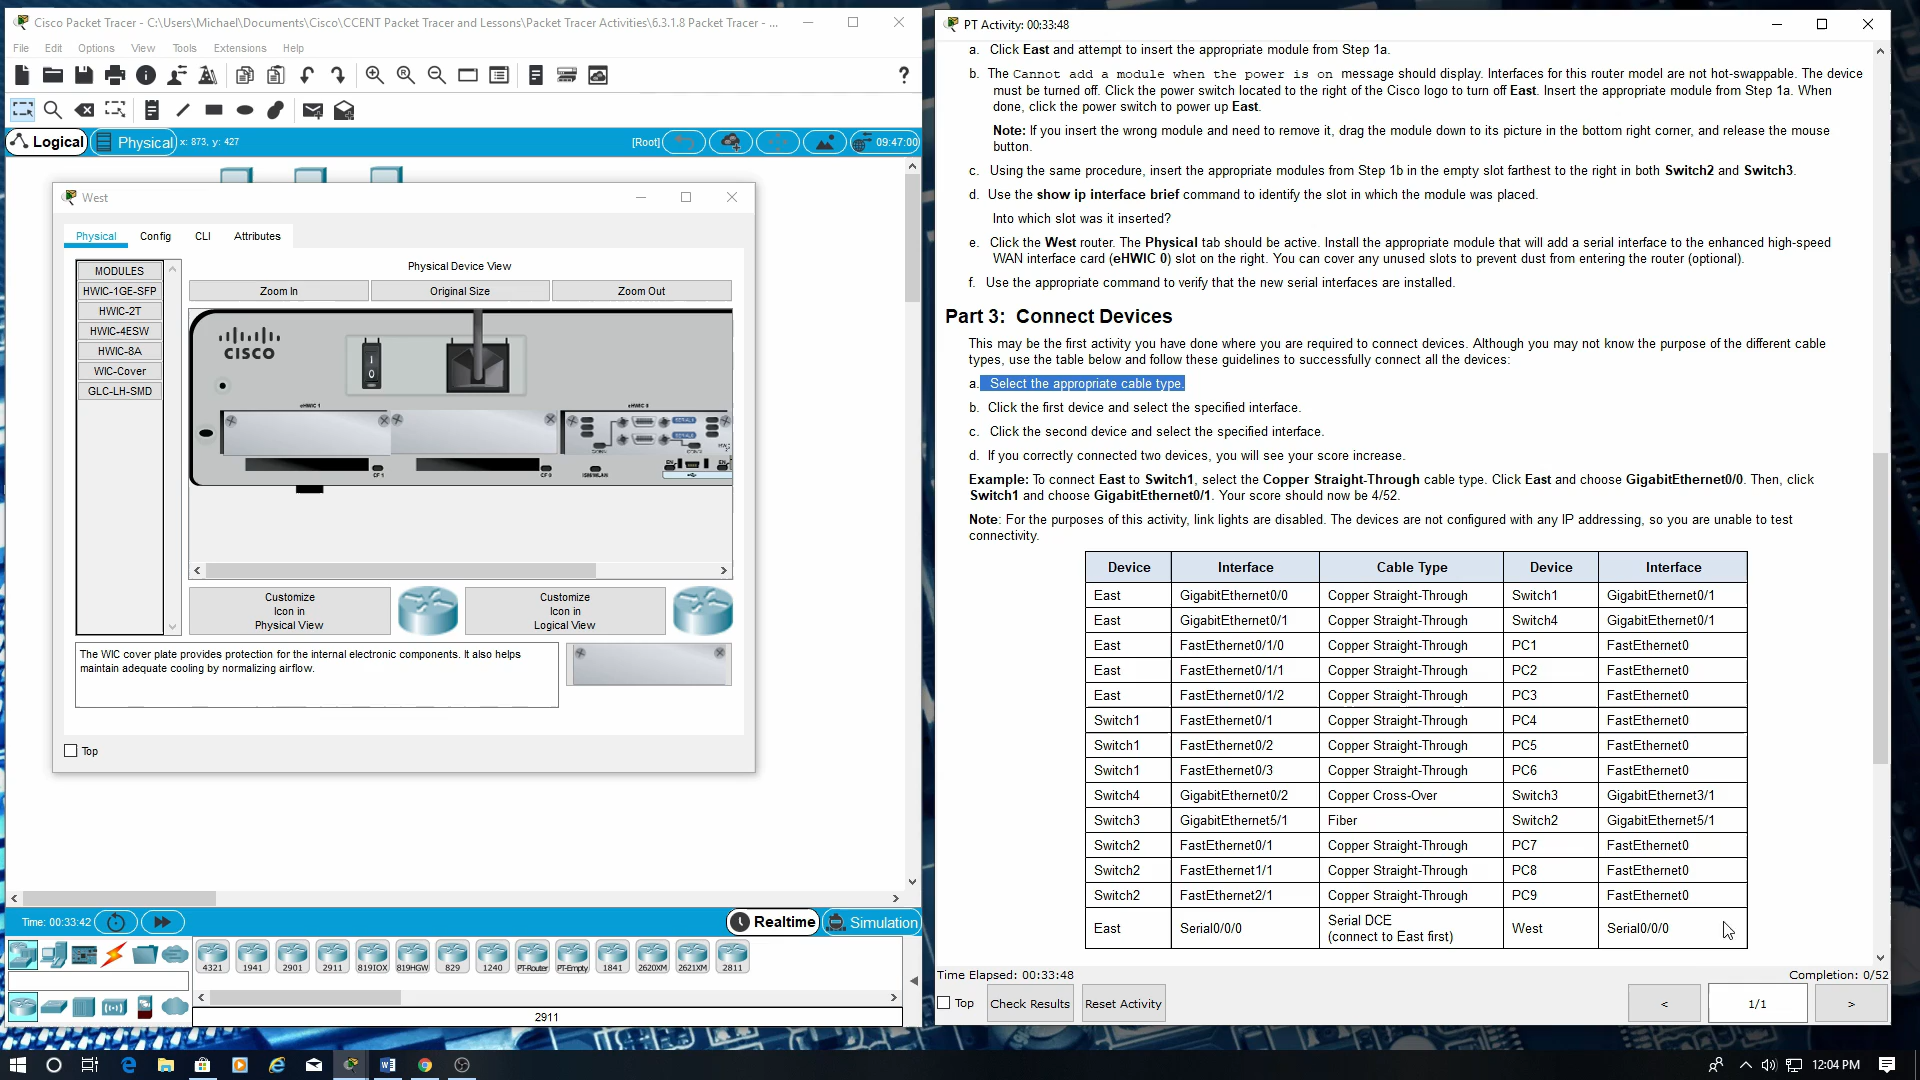 Cisco Packet Tracer - C:\Users\Michael\Documents\Cisco\CCENT Packet Tracer and Lessons\Packet Tracer Activities\6.3.1.8 Packet Tracer - ...
File Edit Options View Tools Extensions Help
?
Logical Physical x: 873, y: 427 [Root] 09:47:00
West
Physical Config CLI Attributes
MODULES
HWIC-1GE-SFP
HWIC-2T
HWIC-4ESW
HWIC-8A
WIC-Cover
GLC-LH-SMD
Physical Device View
Zoom In Original Size Zoom Out
CISCO
Customize
Icon in
Physical View
Customize
Icon in
Logical View
The WIC cover plate provides protection for the internal electronic components. It also helps
maintain adequate cooling by normalizing airflow.
Top
Time: 00:33:42 Realtime Simulation
4321 1941 2901 2911 819IOX 819HGW 829 1240 PT-Router PT-Empty 1841 2620XM 2621XM 2811
2911
PT Activity: 00:33:48
a. Click East and attempt to insert the appropriate module from Step 1a.
b. The Cannot add a module when the power is on message should display. Interfaces for this router model are not hot-swappable. The device
must be turned off. Click the power switch located to the right of the Cisco logo to turn off East. Insert the appropriate module from Step 1a. When
done, click the power switch to power up East.
Note: If you insert the wrong module and need to remove it, drag the module down to its picture in the bottom right corner, and release the mouse
button.
c. Using the same procedure, insert the appropriate modules from Step 1b in the empty slot farthest to the right in both Switch2 and Switch3.
d. Use the show ip interface brief command to identify the slot in which the module was placed.
Into which slot was it inserted?
e. Click the West router. The Physical tab should be active. Install the appropriate module that will add a serial interface to the enhanced high-speed
WAN interface card (eHWIC 0) slot on the right. You can cover any unused slots to prevent dust from entering the router (optional).
f. Use the appropriate command to verify that the new serial interfaces are installed.
Part 3: Connect Devices
This may be the first activity you have done where you are required to connect devices. Although you may not know the purpose of the different cable
types, use the table below and follow these guidelines to successfully connect all the devices:
a. Select the appropriate cable type.
b. Click the first device and select the specified interface.
c. Click the second device and select the specified interface.
d. If you correctly connected two devices, you will see your score increase.
Example: To connect East to Switch1, select the Copper Straight-Through cable type. Click East and choose GigabitEthernet0/0. Then, click
Switch1 and choose GigabitEthernet0/1. Your score should now be 4/52.
Note: For the purposes of this activity, link lights are disabled. The devices are not configured with any IP addressing, so you are unable to test
connectivity.
Device Interface Cable Type Device Interface
East GigabitEthernet0/0 Copper Straight-Through Switch1 GigabitEthernet0/1
East GigabitEthernet0/1 Copper Straight-Through Switch4 GigabitEthernet0/1
East FastEthernet0/1/0 Copper Straight-Through PC1 FastEthernet0
East FastEthernet0/1/1 Copper Straight-Through PC2 FastEthernet0
East FastEthernet0/1/2 Copper Straight-Through PC3 FastEthernet0
Switch1 FastEthernet0/1 Copper Straight-Through PC4 FastEthernet0
Switch1 FastEthernet0/2 Copper Straight-Through PC5 FastEthernet0
Switch1 FastEthernet0/3 Copper Straight-Through PC6 FastEthernet0
Switch4 GigabitEthernet0/2 Copper Cross-Over Switch3 GigabitEthernet3/1
Switch3 GigabitEthernet5/1 Fiber Switch2 GigabitEthernet5/1
Switch2 FastEthernet0/1 Copper Straight-Through PC7 FastEthernet0
Switch2 FastEthernet1/1 Copper Straight-Through PC8 FastEthernet0
Switch2 FastEthernet2/1 Copper Straight-Through PC9 FastEthernet0
East Serial0/0/0 Serial DCE
(connect to East first) West Serial0/0/0
Time Elapsed: 00:33:48 Completion: 0/52
Top Check Results Reset Activity < 1/1 >
12:04 PM